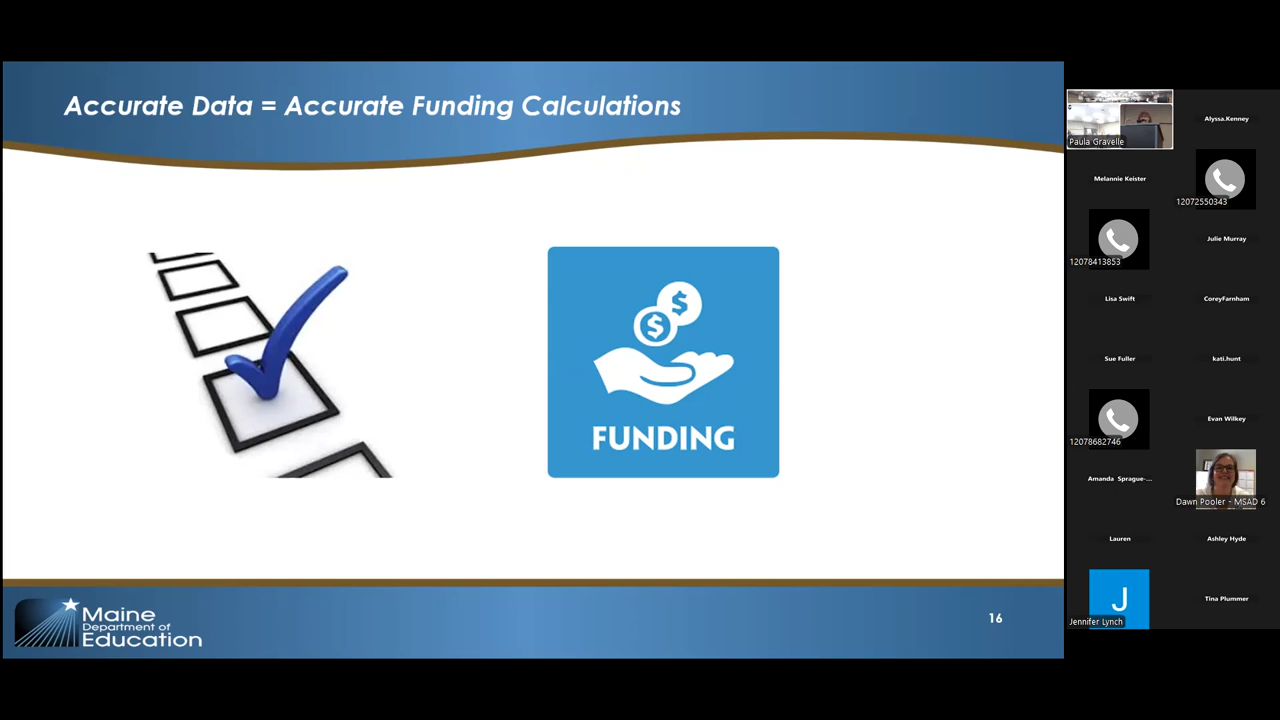 Accurate Data = Accurate Funding Calculations
$
$
FUNDING
Maine
Department of
Education
16
Paula Gravelle
Alyssa.Kenney
Melannie Keister
12072550343
12078413853
Julie Murray
Lisa Swift
CoreyFarnham
Sue Fuller
kati.hunt
12078682746
Evan Wilkey
Amanda Sprague-...
Dawn Pooler - MSAD 6
Lauren
Ashley Hyde
J
Jennifer Lynch
Tina Plummer